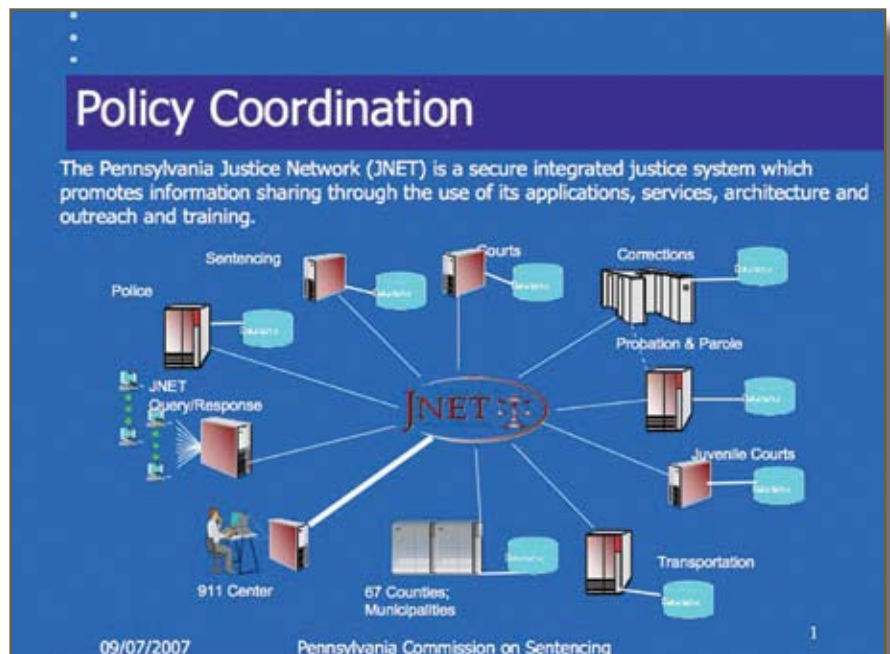 Policy Coordination
The Pennsylvania Justice Network (JNET) is a secure integrated justice system which
promotes information sharing through the use of its applications, services, architecture and
outreach and training.
Sentencing
Courts
Corrections
Police
Probation & Parole
JNET
Query/Response
JNET
Juvenile Courts
911 Center
67 Counties;
Municipalities
Transportation
09/07/2007
Pennsylvania Commission on Sentencing
1